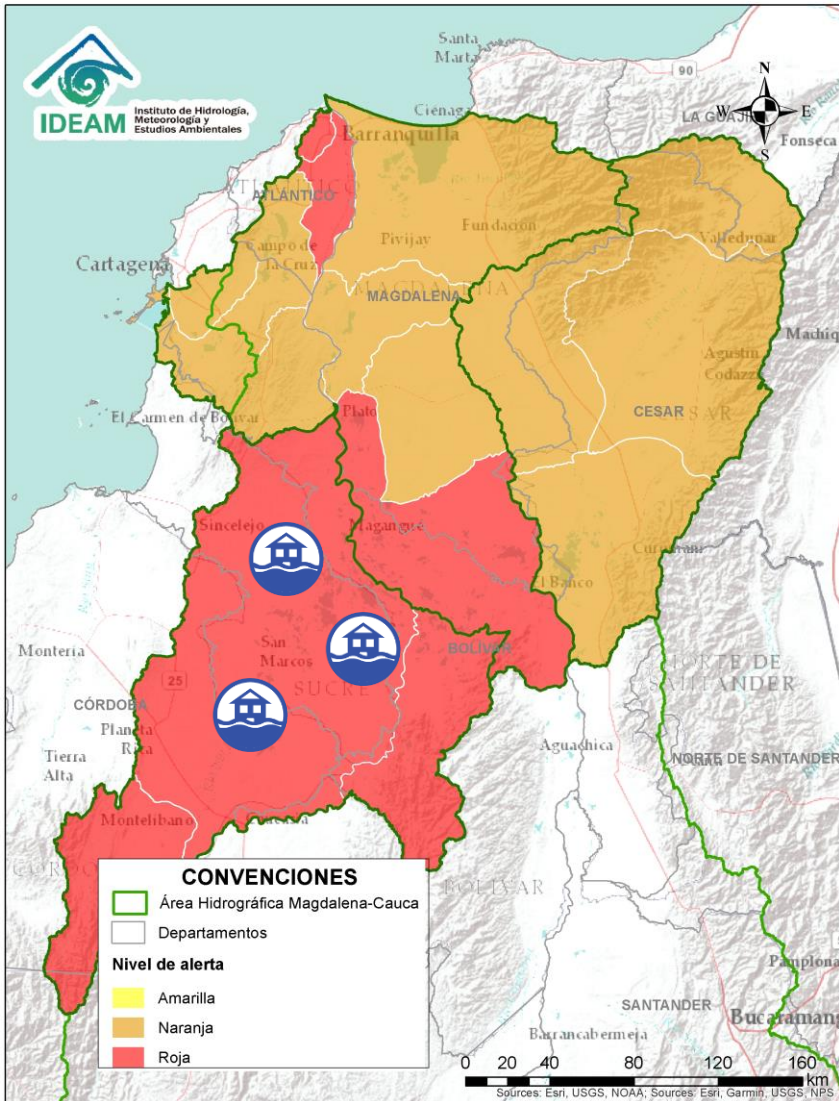 Santa
Marta
90
N
W E
S
IDEAM
Instituto de Hidrología,
Meteorología y
Estudios Ambientales
Ciénaga
LA GUAJI
Fonseca
Barranquilla
ATLÁNTICO
Campo de
la Cruz
Pivijay
Fundación
Valledupar
Cartagena
MAGDALENA
Agustín
Codazzi
Machiq
El Carmen de Bolívar
Plato
CESAR
Sincelejo
Magangue
Curumaní
El Banco
Montería
San
Marcos
BOLÍVAR
SUCRE
NORTE DE
SANTANDER
25
CÓRDOBA
Planeta
Rica
Tierra
Alta
Aguachica
NORTE DE SANTANDER
Montelíbano
Caucasia
BOLÍVAR
CONVENCIONES
Área Hidrográfica Magdalena-Cauca
Departamentos
Nivel de alerta
Amarilla
Naranja
Roja
Pamplona
SANTANDER
Bucaramang
Barrancabermeja
0 20 40 80 120 160
km
Sources: Esri, USGS, NOAA; Sources: Esri, Garmin, USGS, NPS